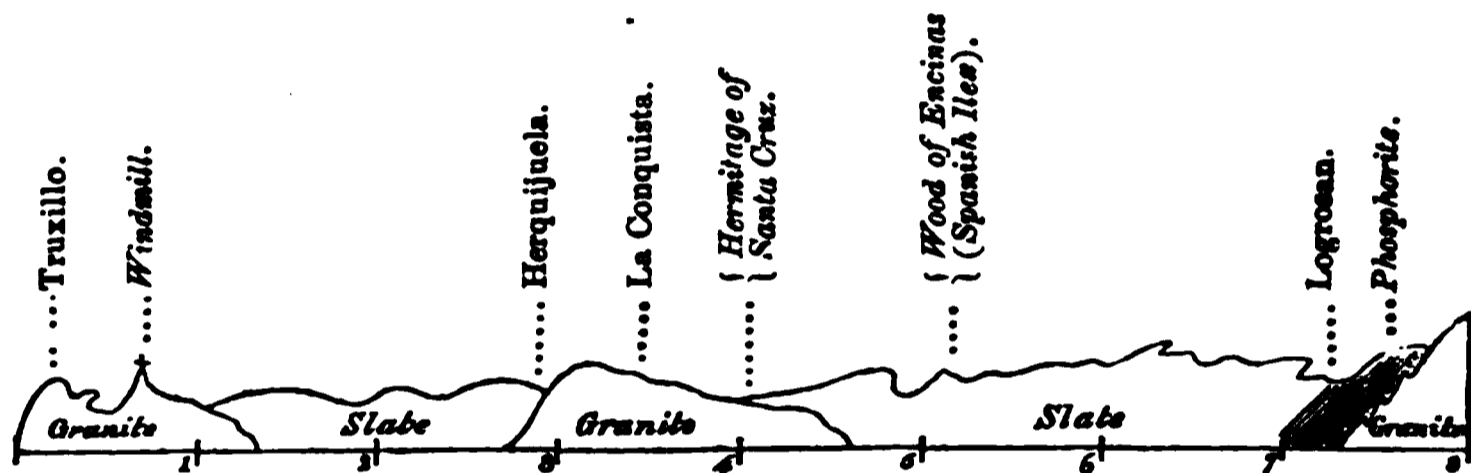 Truxillo.
Windmill.
Herquijuela.
La Conquista.
Hermitage of
Santa Cruz.
Wood of Encinas
(Spanish Ilex).
Logrosan.
Phosphorite.
Granite
Slate
Granite
Slate
Granite
1 2 3 4 5 6 7 8